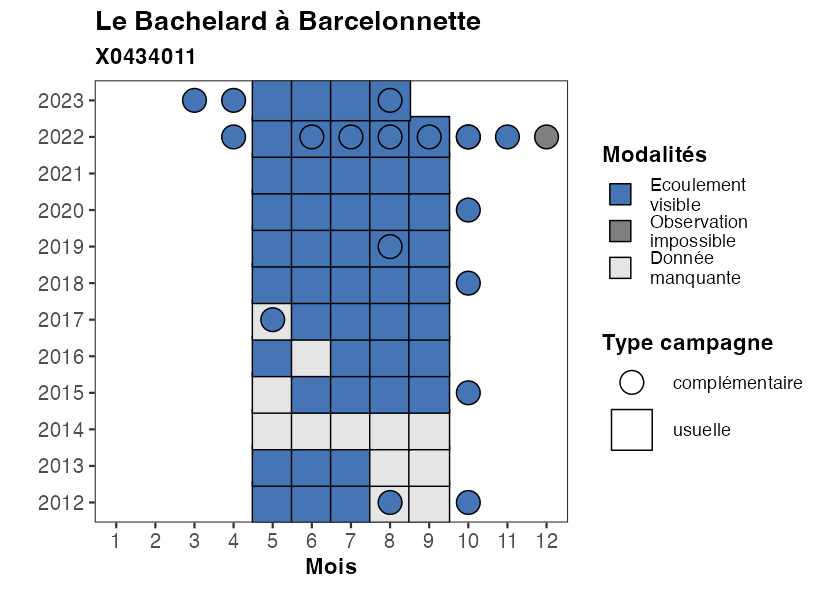 Le Bachelard à Barcelonnette
X0434011
2023
2022
2021
2020
2019
2018
2017
2016
2015
2014
2013
2012
1 2 3 4 5 6 7 8 9 10 11 12
Mois
Modalités
Ecoulement
visible
Observation
impossible
Donnée
manquante
Type campagne
complémentaire
usuelle